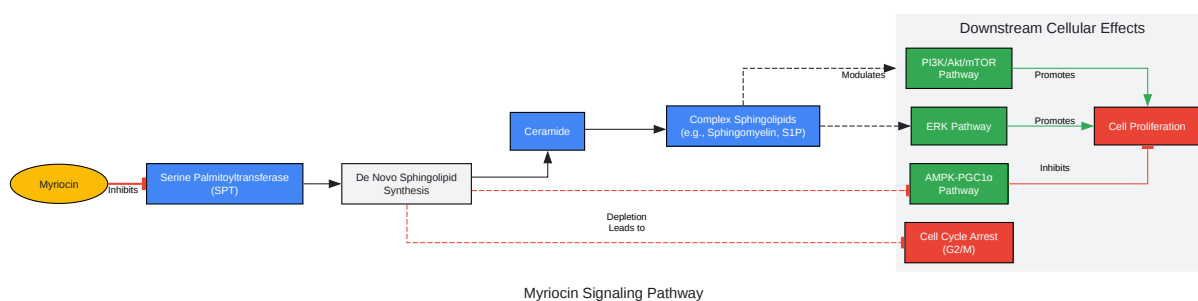 Downstream Cellular Effects
PI3K/Akt/mTOR
Pathway
Modulates
Promotes
Ceramide
Complex Sphingolipids
(e.g., Sphingomyelin, S1P)
ERK Pathway
Promotes
Cell Proliferation
Myriocin
Inhibits
Serine Palmitoyltransferase
(SPT)
De Novo Sphingolipid
Synthesis
AMPK-PGC1α
Pathway
Inhibits
Depletion
Leads to
Cell Cycle Arrest
(G2/M)
Myriocin Signaling Pathway